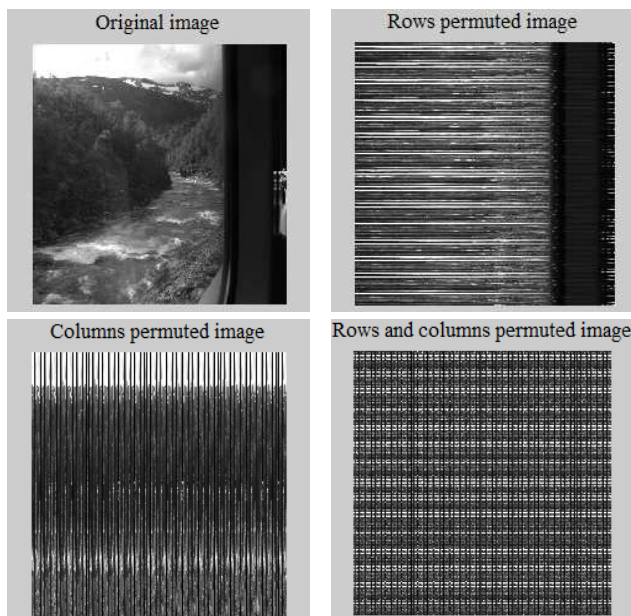 Original image
Rows permuted image
Columns permuted image
Rows and columns permuted image